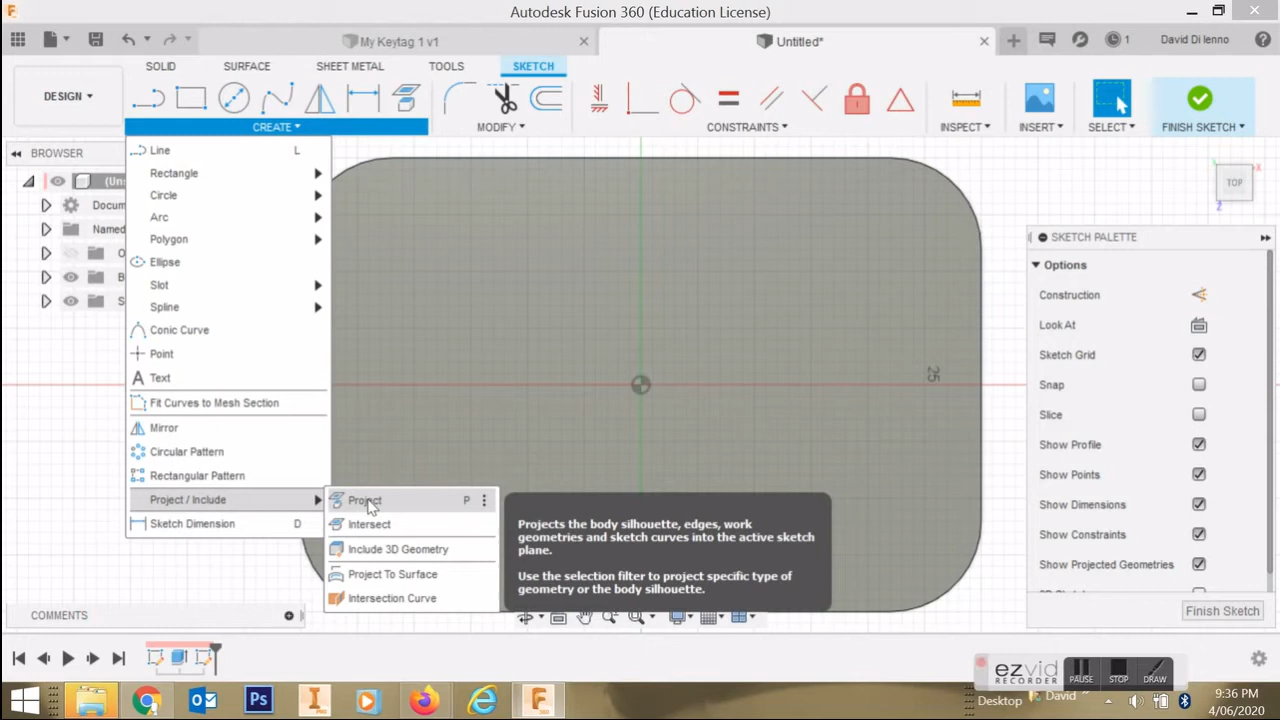 Autodesk Fusion 360 (Education License)
My Keytag 1 v1
Untitled*
1
David Di Ienno
DESIGN
SOLID
SURFACE
SHEET METAL
TOOLS
SKETCH
CREATE
MODIFY
CONSTRAINTS
INSPECT
INSERT
SELECT
FINISH SKETCH
BROWSER
(Uns
Docum
Named
O
B
S
Line L
Rectangle
Circle
Arc
Polygon
Ellipse
Slot
Spline
Conic Curve
Point
Text
Fit Curves to Mesh Section
Mirror
Circular Pattern
Rectangular Pattern
Project / Include
Sketch Dimension D
Project P
Intersect
Include 3D Geometry
Project To Surface
Intersection Curve
Projects the body silhouette, edges, work
geometries and sketch curves into the active sketch
plane.
Use the selection filter to project specific type of
geometry or the body silhouette.
25
TOP
X
Z
SKETCH PALETTE
Options
Construction
Look At
Sketch Grid
Snap
Slice
Show Profile
Show Points
Show Dimensions
Show Constraints
Show Projected Geometries
Finish Sketch
COMMENTS
ezvid
RECORDER
PAUSE
STOP
DRAW
Desktop
David
9:36 PM
4/06/2020